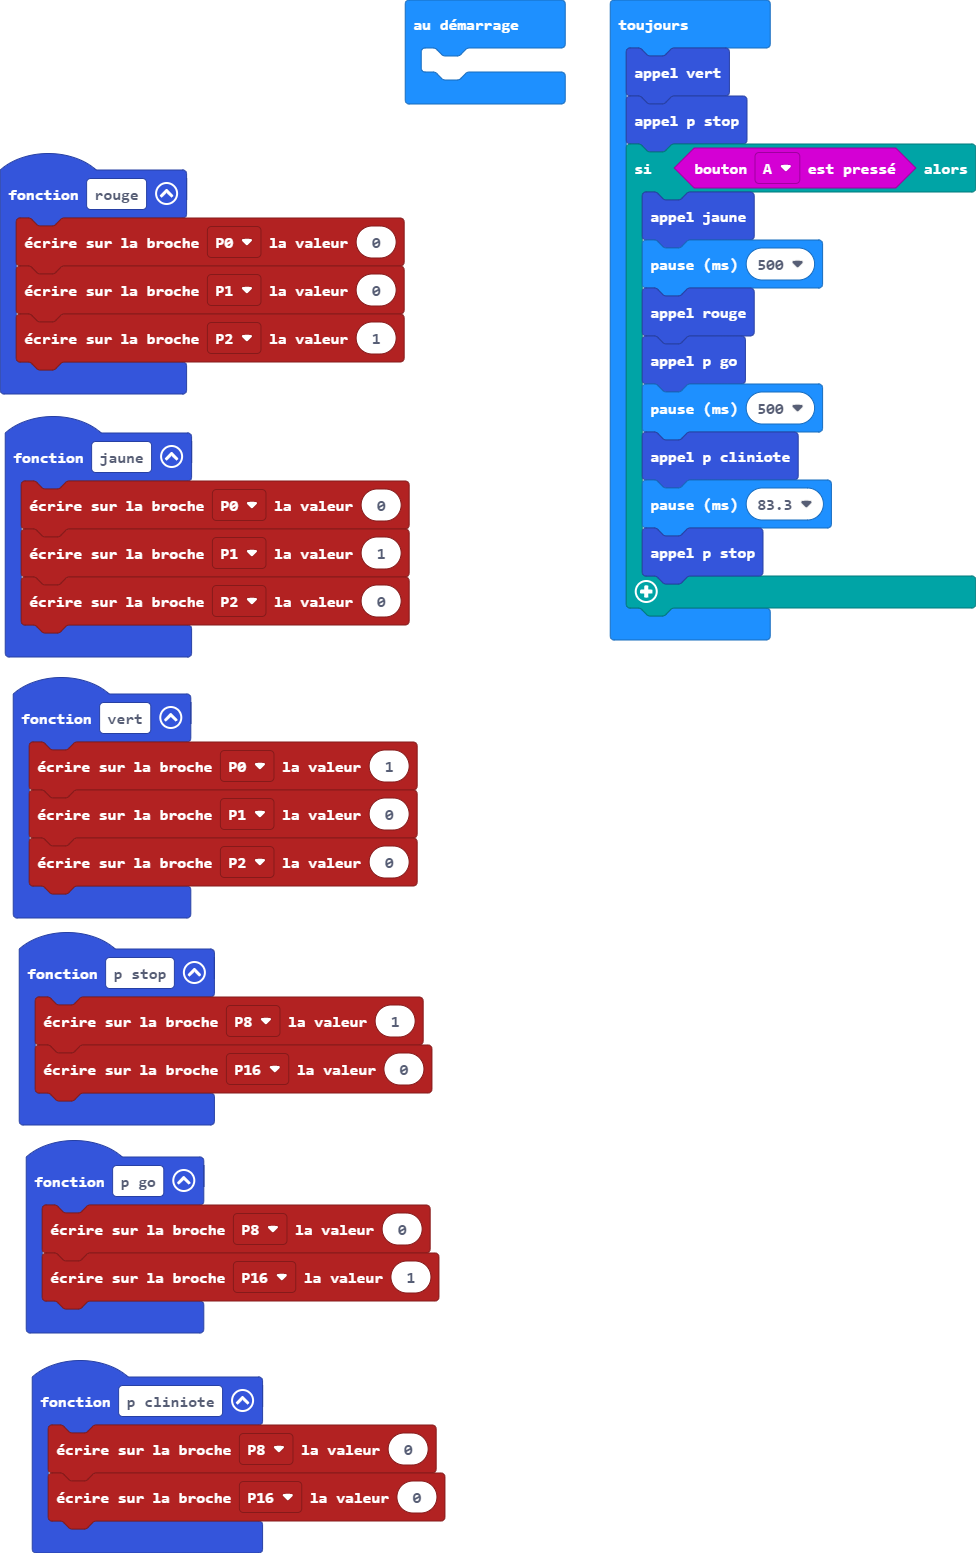 au démarrage
toujours
appel vert
appel p stop
si bouton A est pressé alors
appel jaune
pause (ms) 500
appel rouge
appel p go
pause (ms) 500
appel p cliniote
pause (ms) 83.3
appel p stop
fonction rouge
écrire sur la broche P0 la valeur 0
écrire sur la broche P1 la valeur 0
écrire sur la broche P2 la valeur 1
fonction jaune
écrire sur la broche P0 la valeur 0
écrire sur la broche P1 la valeur 1
écrire sur la broche P2 la valeur 0
fonction vert
écrire sur la broche P0 la valeur 1
écrire sur la broche P1 la valeur 0
écrire sur la broche P2 la valeur 0
fonction p stop
écrire sur la broche P8 la valeur 1
écrire sur la broche P16 la valeur 0
fonction p go
écrire sur la broche P8 la valeur 0
écrire sur la broche P16 la valeur 1
fonction p cliniote
écrire sur la broche P8 la valeur 0
écrire sur la broche P16 la valeur 0